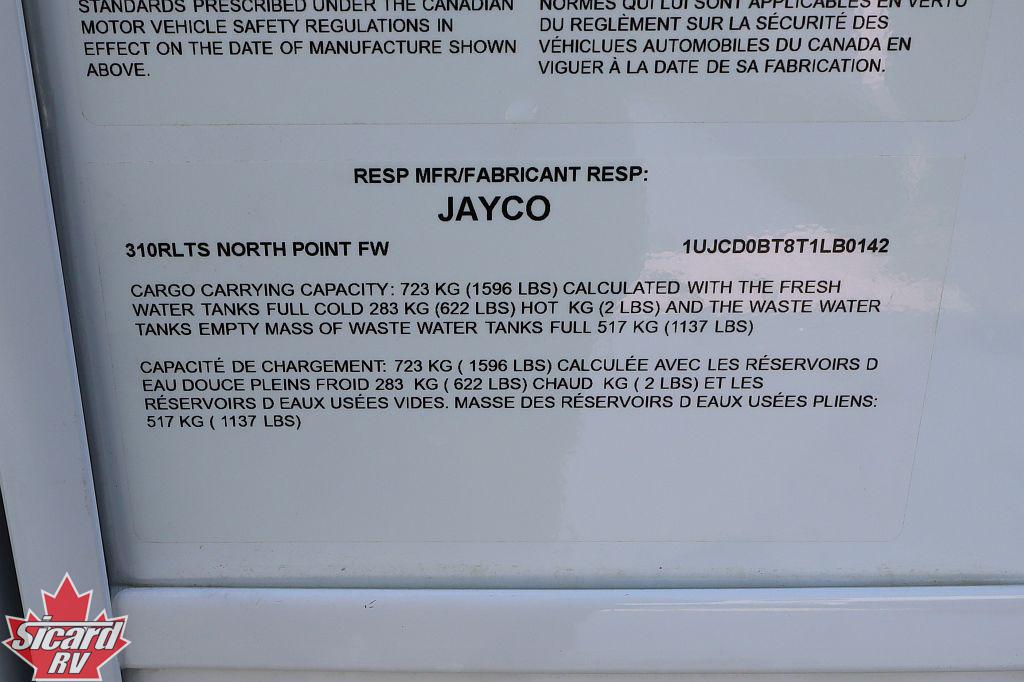 STANDARDS PRESCRIBED UNDER THE CANADIAN
MOTOR VEHICLE SAFETY REGULATIONS IN
EFFECT ON THE DATE OF MANUFACTURE SHOWN
ABOVE.
NORMES QUI LUI SONT APPLICABLES EN VERTU
DU REGLÈMENT SUR LA SÉCURITÉ DES
VÉHICLUES AUTOMOBILES DU CANADA EN
VIGUER À LA DATE DE SA FABRICATION.
RESP MFR/FABRICANT RESP:
JAYCO
310RLTS NORTH POINT FW 1UJCD0BT8T1LB0142
CARGO CARRYING CAPACITY: 723 KG (1596 LBS) CALCULATED WITH THE FRESH
WATER TANKS FULL COLD 283 KG (622 LBS) HOT KG (2 LBS) AND THE WASTE WATER
TANKS EMPTY MASS OF WASTE WATER TANKS FULL 517 KG (1137 LBS)
CAPACITÉ DE CHARGEMENT: 723 KG ( 1596 LBS) CALCULÉE AVEC LES RÉSERVOIRS D
EAU DOUCE PLEINS FROID 283 KG ( 622 LBS) CHAUD KG ( 2 LBS) ET LES
RÉSERVOIRS D EAUX USÉES VIDES. MASSE DES RÉSERVOIRS D EAUX USÉES PLIENS:
517 KG ( 1137 LBS)
Sicard
RV